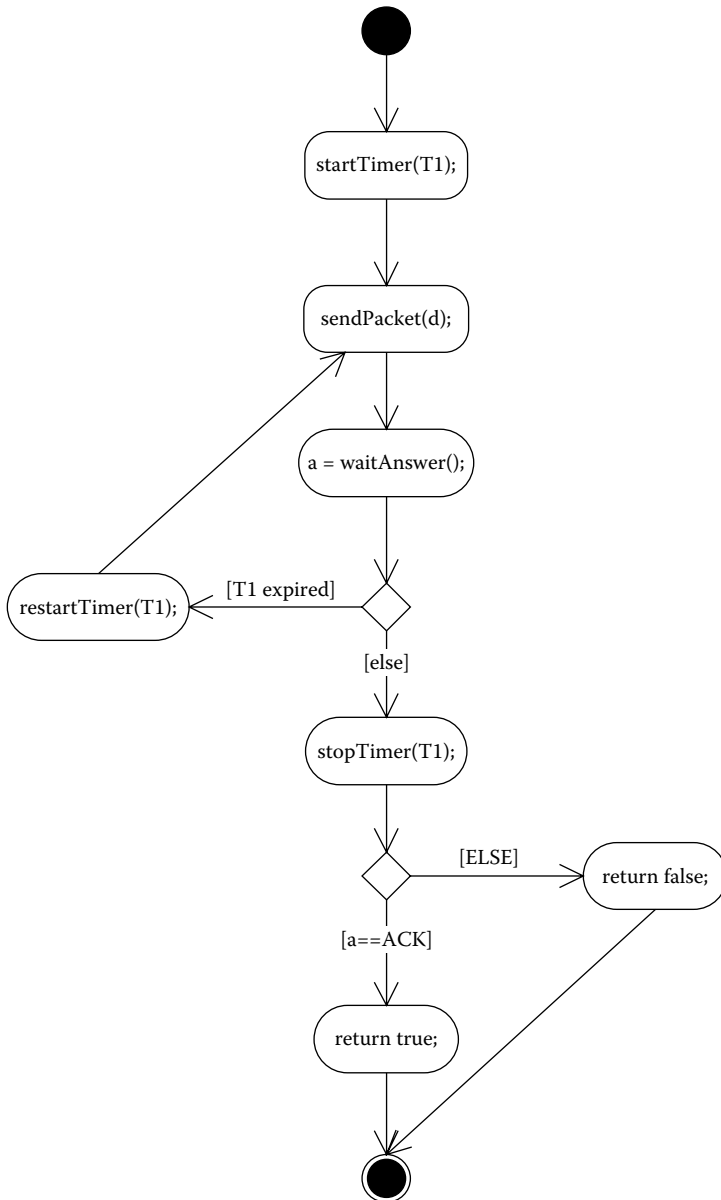 startTimer(T1);
sendPacket(d);
a = waitAnswer();
[T1 expired]
restartTimer(T1);
[else]
stopTimer(T1);
[ELSE]
return false;
[a==ACK]
return true;